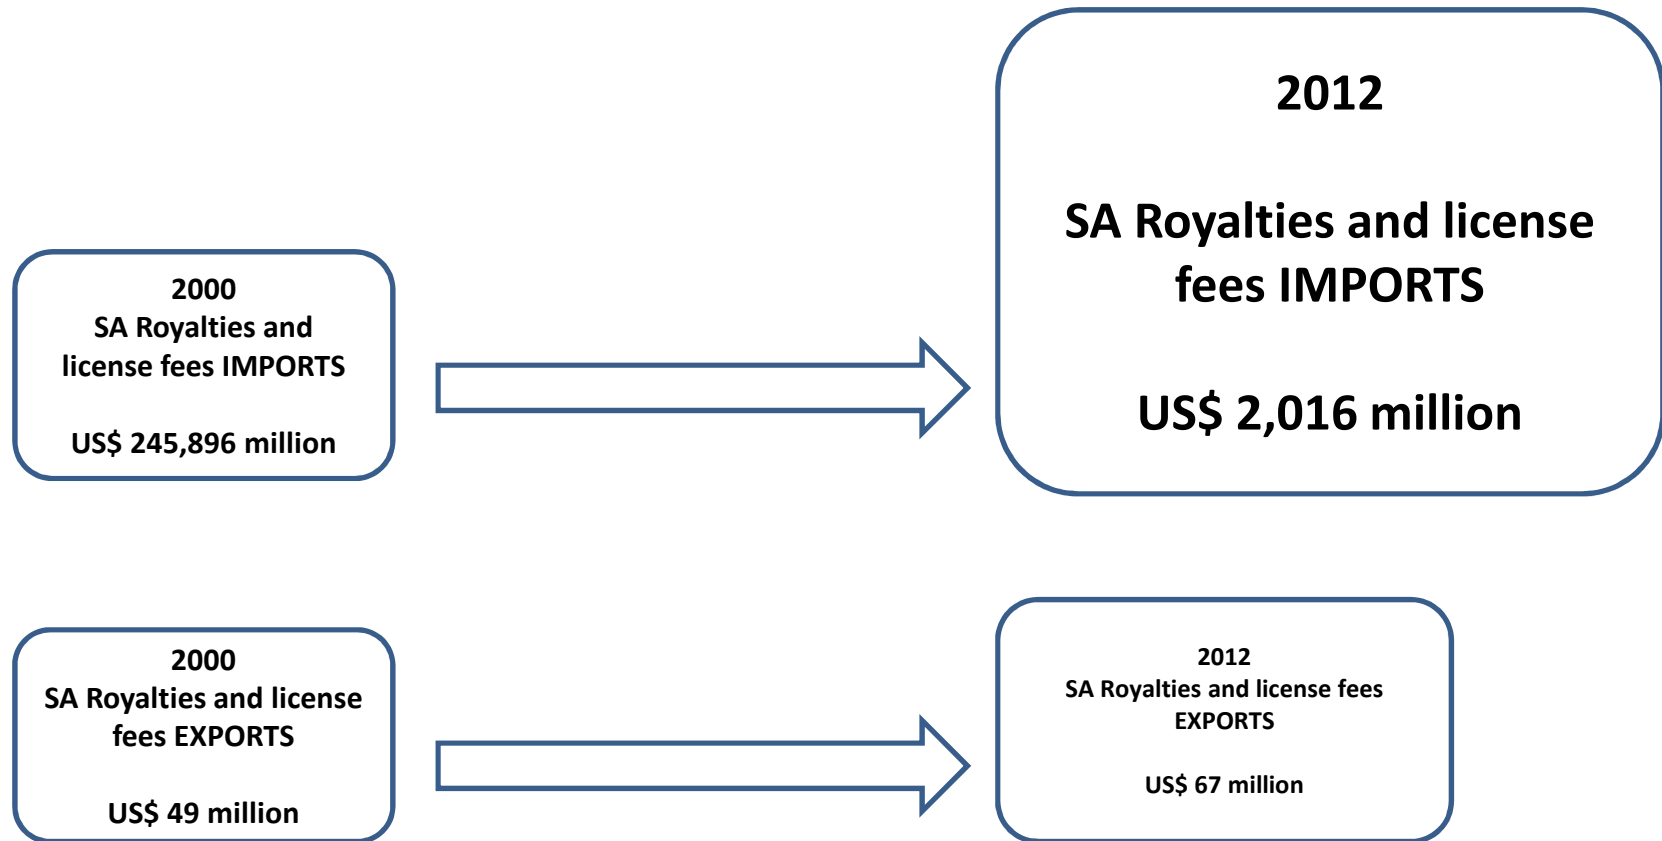 2000
SA Royalties and
license fees IMPORTS
US$ 245,896 million
2012
SA Royalties and license
fees IMPORTS
US$ 2,016 million
2000
SA Royalties and license
fees EXPORTS
US$ 49 million
2012
SA Royalties and license fees
EXPORTS
US$ 67 million